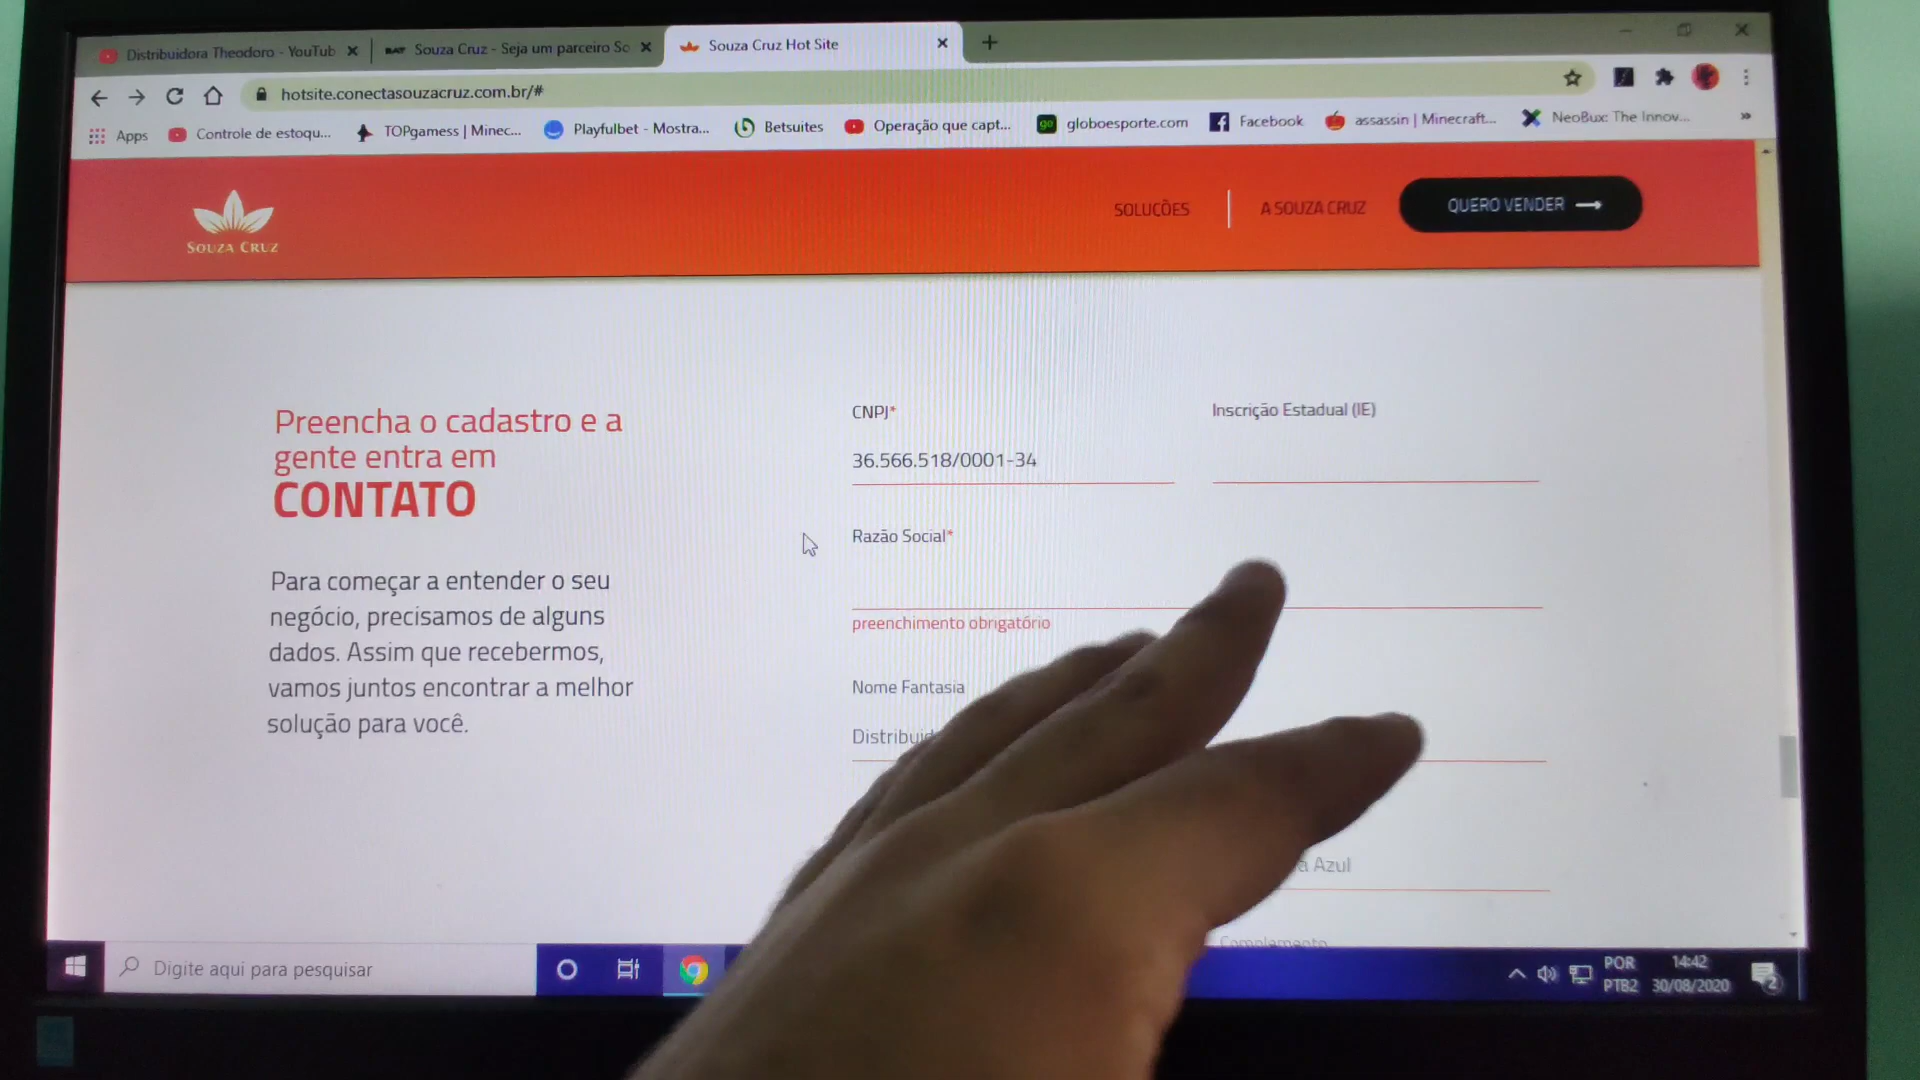 Distribuidora Theodoro - YouTub
Souza Cruz - Seja um parceiro So
Souza Cruz Hot Site
hotsite.conectasouzacruz.com.br/#
Apps
Controle de estoqu...
TOPgamess | Minec...
Playfulbet - Mostra...
Betsuites
Operação que capt...
go
globoesporte.com
Facebook
assassin | Minecraft...
NeoBux: The Innov...
»
SOUZA CRUZ
SOLUÇÕES
A SOUZA CRUZ
QUERO VENDER
Preencha o cadastro e a
gente entra em
CONTATO
Para começar a entender o seu
negócio, precisamos de alguns
dados. Assim que recebermos,
vamos juntos encontrar a melhor
solução para você.
CNPJ*
36.566.518/0001-34
Inscrição Estadual (IE)
Razão Social*
preenchimento obrigatório
Nome Fantasia
Distribuid
a Azul
Complemento
Digite aqui para pesquisar
POR
PTB2
14:42
30/08/2020
2